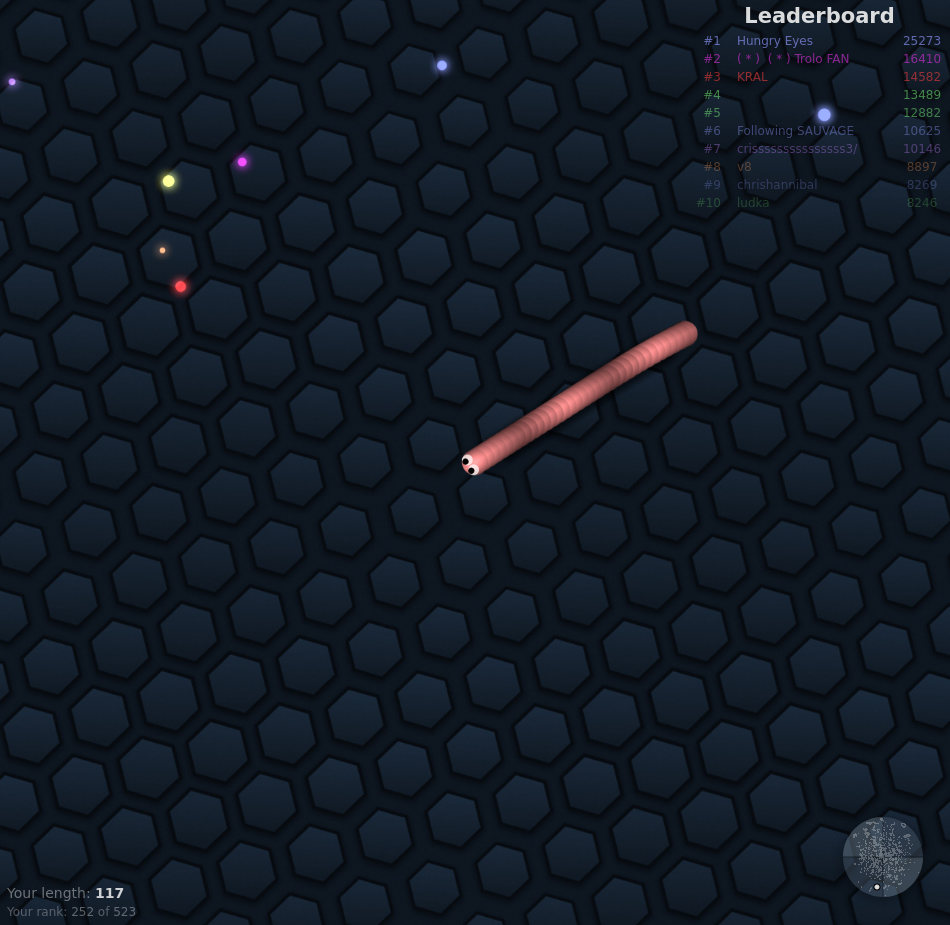 Leaderboard
#1 Hungry Eyes 25273
#2 ( * ) ( * ) Trolo FAN 16410
#3 KRAL 14582
#4 13489
#5 12882
#6 Following SAUVAGE 10625
#7 crisssssssssssssss3/ 10146
#8 v8 8897
#9 chrishannibal 8269
#10 ludka 8246
Your length: 117
Your rank: 252 of 523